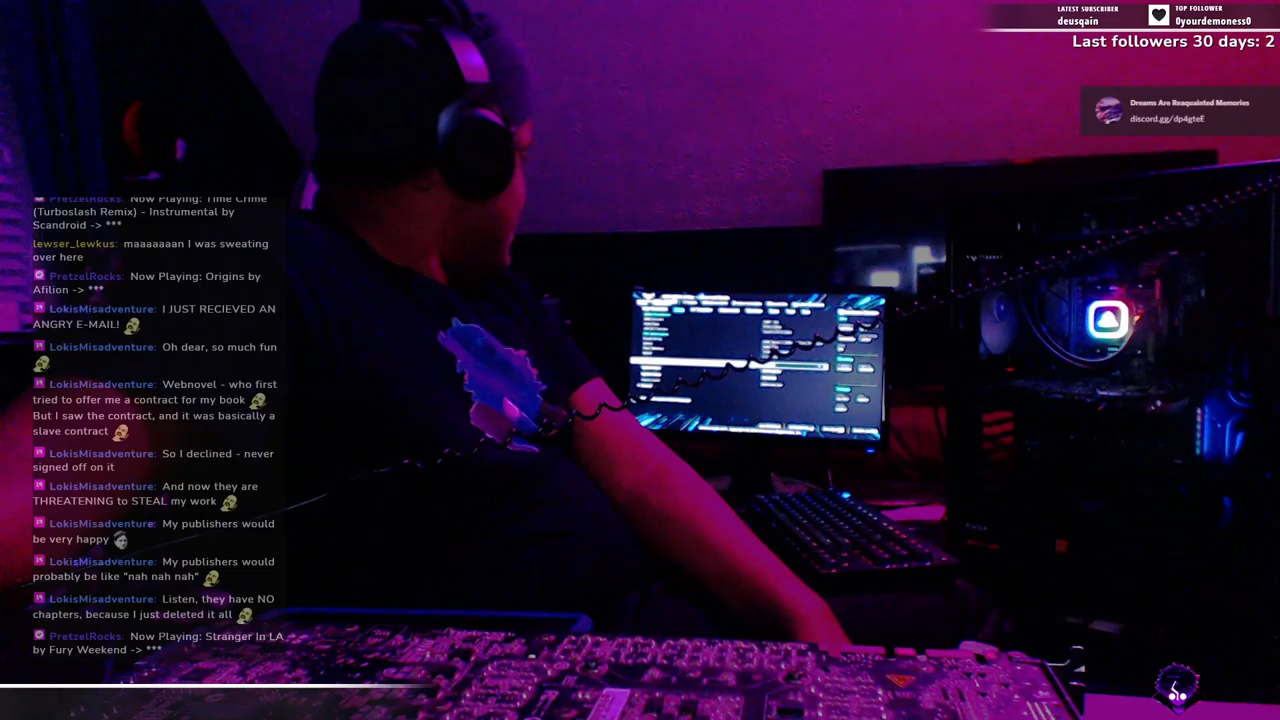 LATEST SUBSCRIBER
deusqain
TOP FOLLOWER
0yourdemoness0
Last followers 30 days: 2
Dreams Are Reaquainted Memories
discord.gg/dp4gteE
PretzelRocks: Now Playing: Time Crime
(Turboslash Remix) - Instrumental by
Scandroid -> ***
lewser_lewkus: maaaaaaan I was sweating
over here
PretzelRocks: Now Playing: Origins by
Afilion -> ***
LokisMisadventure: I JUST RECIEVED AN
ANGRY E-MAIL!
LokisMisadventure: Oh dear, so much fun
LokisMisadventure: Webnovel - who first
tried to offer me a contract for my book
But I saw the contract, and it was basically a
slave contract
LokisMisadventure: So I declined - never
signed off on it
LokisMisadventure: And now they are
THREATENING to STEAL my work
LokisMisadventure: My publishers would
be very happy
LokisMisadventure: My publishers would
probably be like "nah nah nah"
LokisMisadventure: Listen, they have NO
chapters, because I just deleted it all
PretzelRocks: Now Playing: Stranger In LA
by Fury Weekend -> ***
EVGA